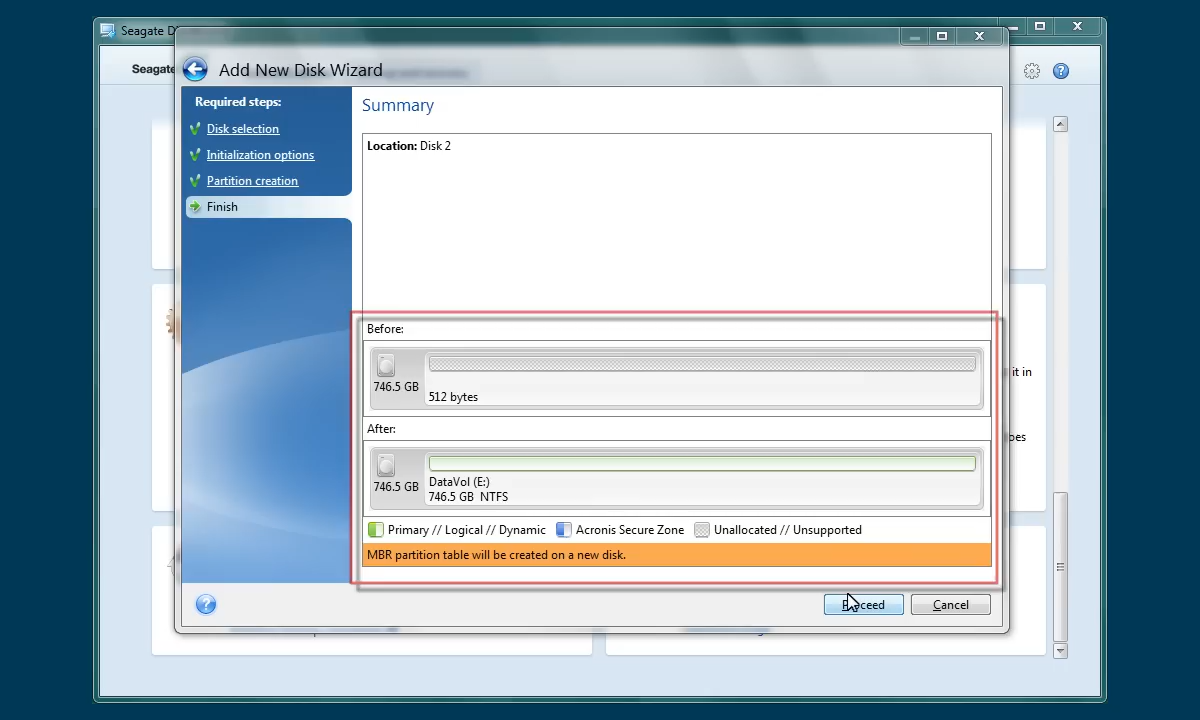 Seagate D
Seagate
Add New Disk Wizard
Required steps:
Disk selection
Initialization options
Partition creation
Finish
Summary
Location: Disk 2
Before:
746.5 GB
512 bytes
After:
746.5 GB
DataVol (E:)
746.5 GB NTFS
Primary // Logical // Dynamic
Acronis Secure Zone
Unallocated // Unsupported
MBR partition table will be created on a new disk.
Proceed
Cancel
it in